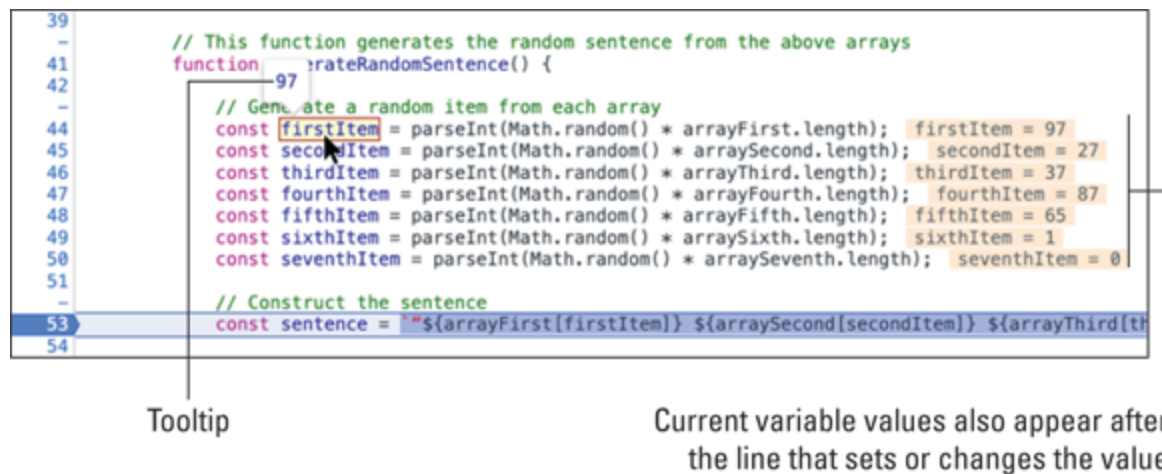 39
– // This function generates the random sentence from the above arrays
41 function erateRandomSentence() {
97
42
– // Gene ate a random item from each array
44 const firstItem = parseInt(Math.random() * arrayFirst.length); firstItem = 97
45 const secondItem = parseInt(Math.random() * arraySecond.length); secondItem = 27
46 const thirdItem = parseInt(Math.random() * arrayThird.length); thirdItem = 37
47 const fourthItem = parseInt(Math.random() * arrayFourth.length); fourthItem = 87
48 const fifthItem = parseInt(Math.random() * arrayFifth.length); fifthItem = 65
49 const sixthItem = parseInt(Math.random() * arraySixth.length); sixthItem = 1
50 const seventhItem = parseInt(Math.random() * arraySeventh.length); seventhItem = 0
51
– // Construct the sentence
53 const sentence = `“${arrayFirst[firstItem]} ${arraySecond[secondItem]} ${arrayThird[th
54
Tooltip
Current variable values also appear after
the line that sets or changes the value